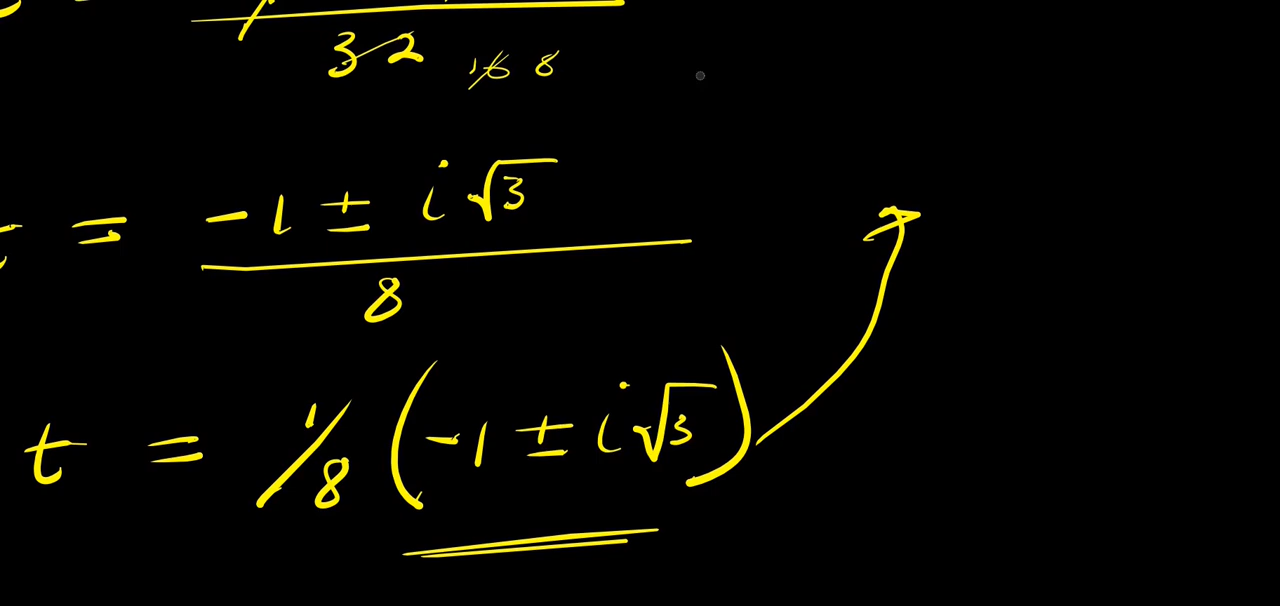 32 16 8
= -1 ± i√3
8
t = 1/8 (-1 ± i√3)